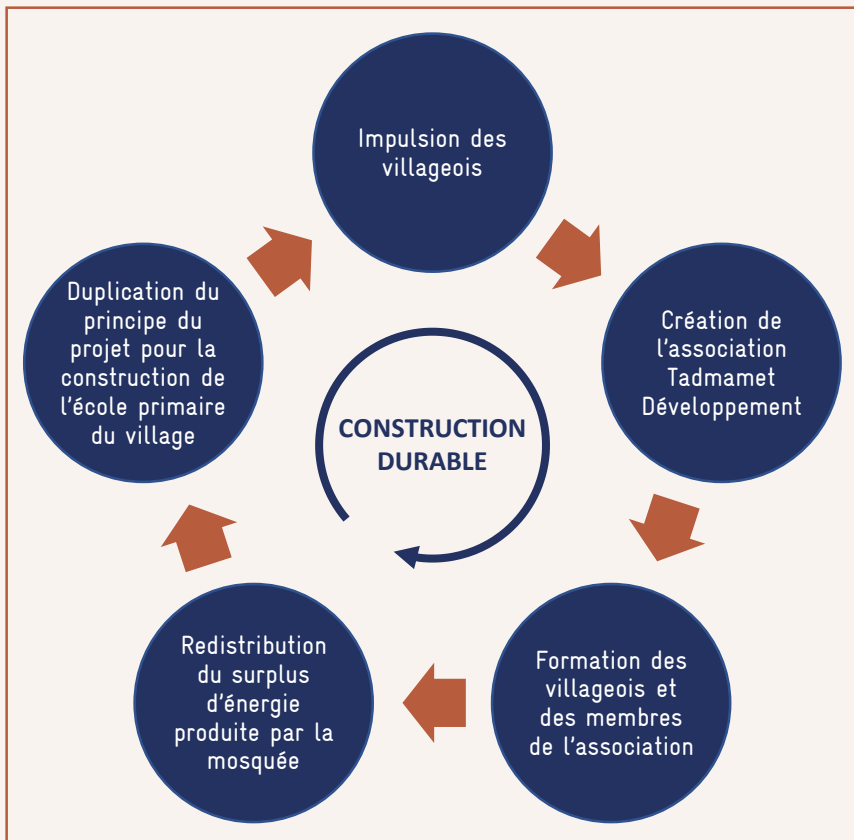 Impulsion des
villageois
Création de
l'association
Tadmamet
Développement
Formation des
villageois et
des membres
de l'association
Redistribution
du surplus
d'énergie
produite par la
mosquée
Duplication du
principe du
projet pour la
construction de
l'école primaire
du village
CONSTRUCTION
DURABLE